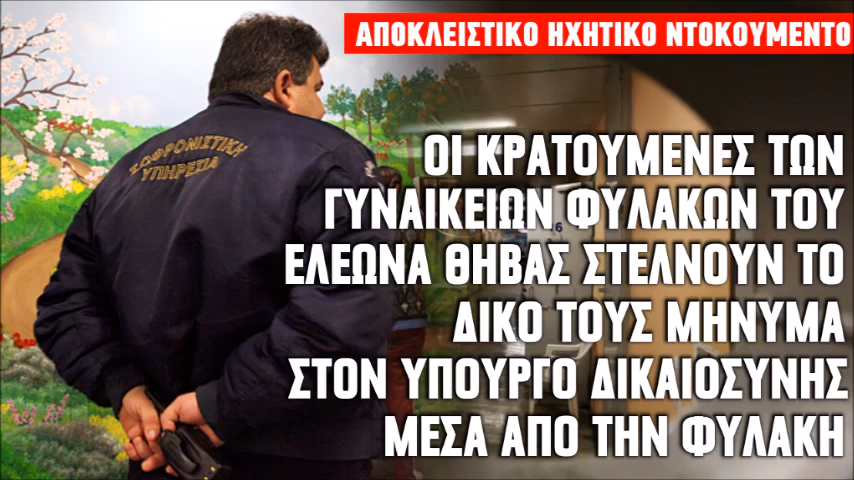 ΑΠΟΚΛΕΙΣΤΙΚΟ ΗΧΗΤΙΚΟ ΝΤΟΚΟΥΜΕΝΤΟ
ΣΩΦΡΟΝΙΣΤΙΚΗ
ΥΠΗΡΕΣΙΑ
ΟΙ ΚΡΑΤΟΥΜΕΝΕΣ ΤΩΝ
ΓΥΝΑΙΚΕΙΩΝ ΦΥΛΑΚΩΝ ΤΟΥ
6
ΕΛΕΩΝΑ ΘΗΒΑΣ ΣΤΕΛΝΟΥΝ ΤΟ
ΔΙΚΟ ΤΟΥΣ ΜΗΝΥΜΑ
ΣΤΟΝ ΥΠΟΥΡΓΟ ΔΙΚΑΙΟΣΥΝΗΣ
ΜΕΣΑ ΑΠΟ ΤΗΝ ΦΥΛΑΚΗ